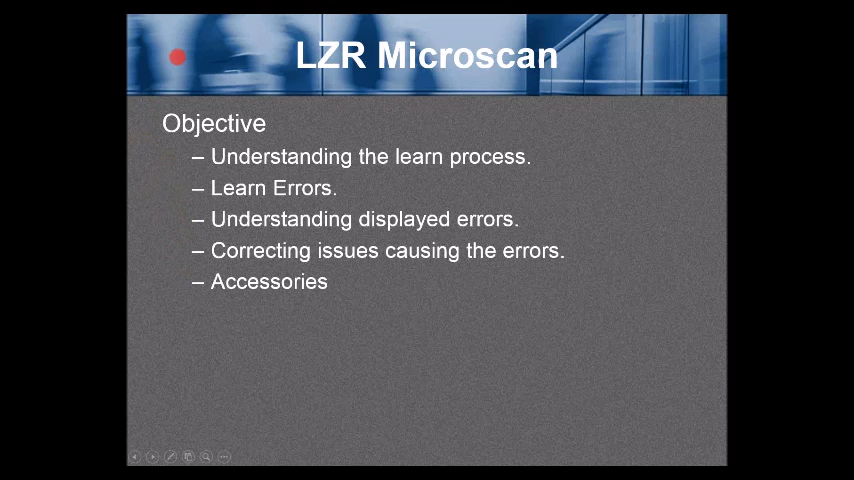 LZR Microscan
Objective
– Understanding the learn process.
– Learn Errors.
– Understanding displayed errors.
– Correcting issues causing the errors.
– Accessories